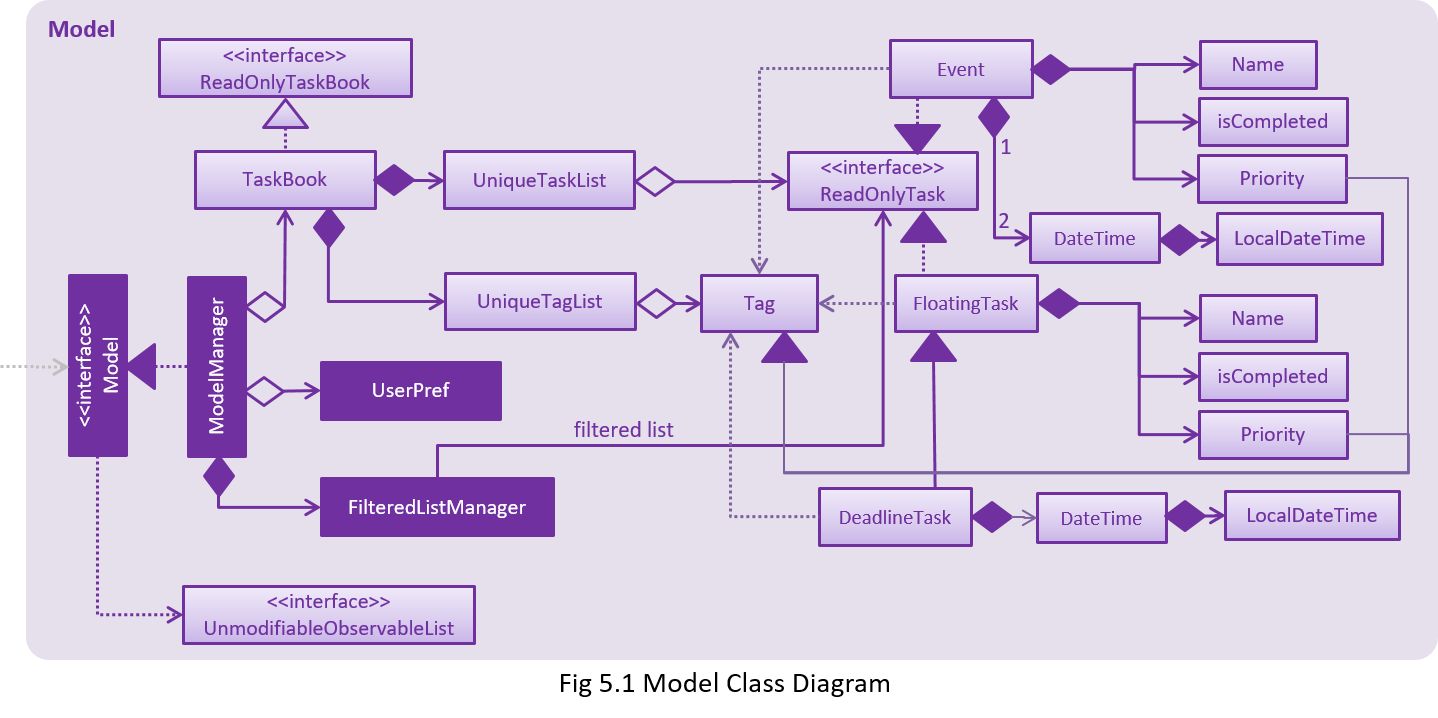 Model
<<interface>>
ReadOnlyTaskBook
Event
Name
isCompleted
Priority
1
2
TaskBook
UniqueTaskList
<<interface>>
ReadOnlyTask
DateTime
LocalDateTime
<<interface>>
Model
ModelManager
UniqueTagList
Tag
FloatingTask
Name
isCompleted
Priority
UserPref
filtered list
FilteredListManager
DeadlineTask
DateTime
LocalDateTime
<<interface>>
UnmodifiableObservableList
Fig 5.1 Model Class Diagram